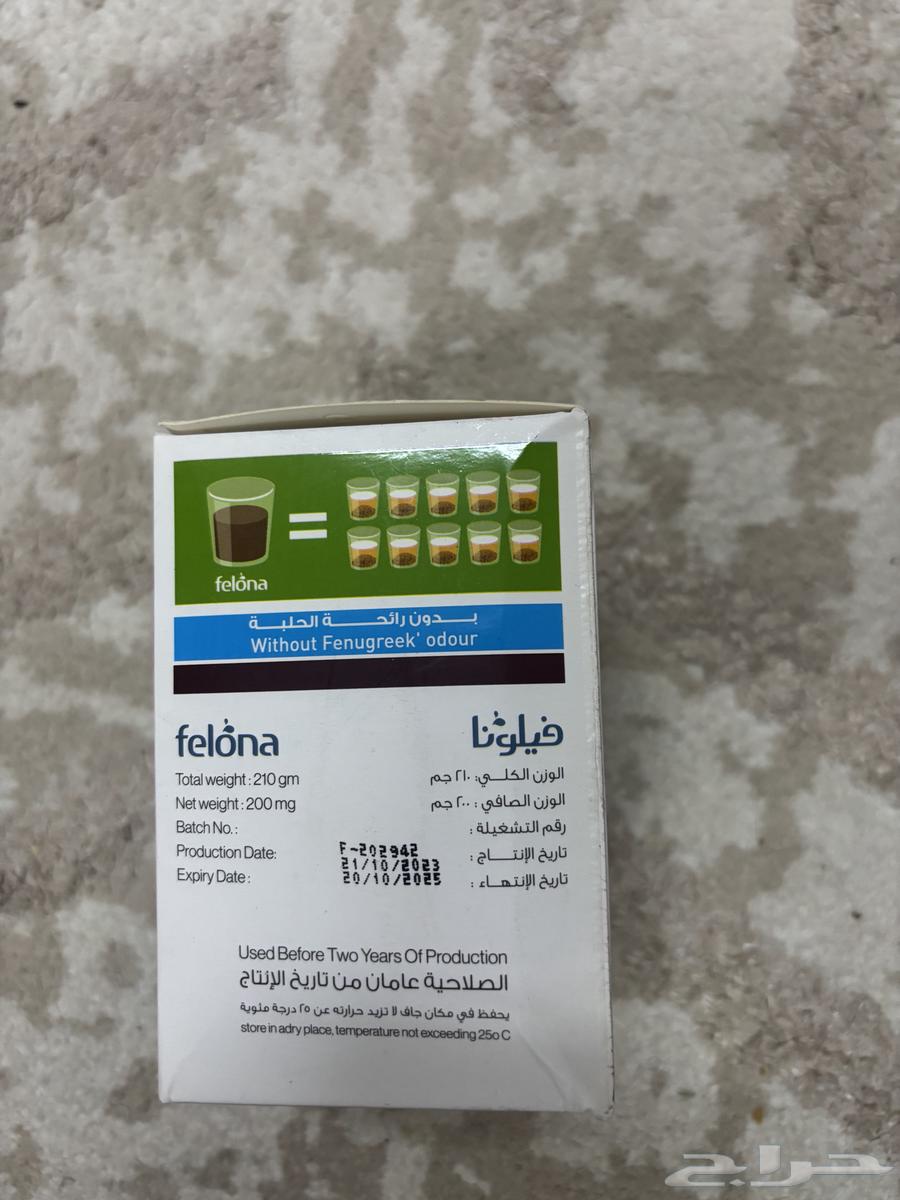 felona
بدون رائحة الحلبة
Without Fenugreek' odour
felona
فيلونا
Total weight : 210 gm
الوزن الكلي: ٢١٠ جم
Net weight : 200 mg
الوزن الصافي : ٢٠٠ جم
Batch No. :
رقم التشغيلة :
F-202942
Production Date:
21/10/2023
تاريخ الإنتاج :
Expiry Date :
20/10/2025
تاريخ الإنتهاء :
Used Before Two Years Of Production
الصلاحية عامان من تاريخ الإنتاج
يحفظ في مكان جاف لا تزيد حرارته عن ٢٥ درجة مئوية
store in adry place, temperature not exceeding 25o C
حراج